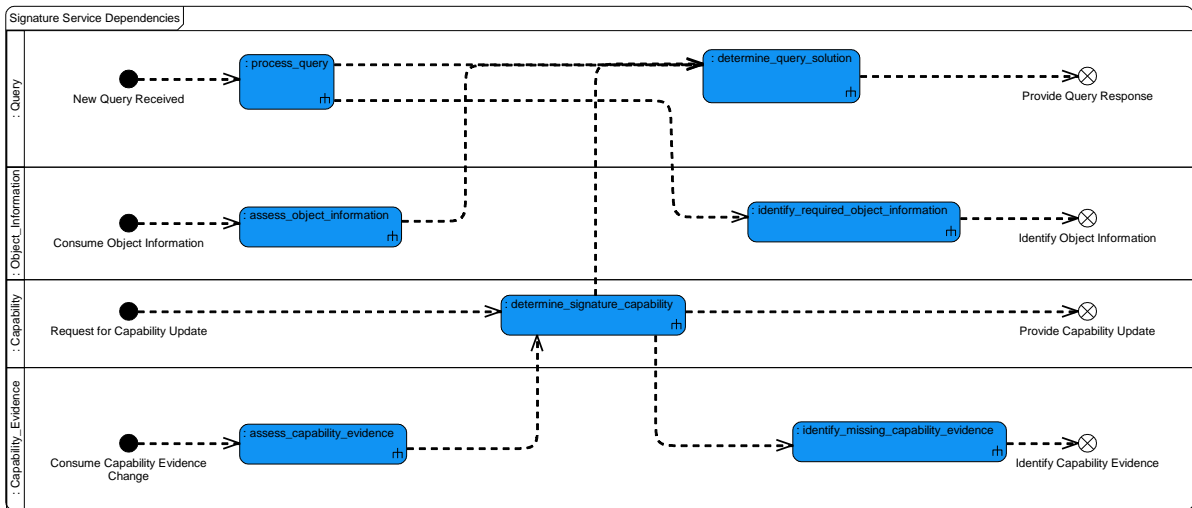 Signature Service Dependencies
: Query
New Query Received
: process_query
: determine_query_solution
Provide Query Response
: Object_Information
Consume Object Information
: assess_object_information
: identify_required_object_information
Identify Object Information
: Capability
Request for Capability Update
: determine_signature_capability
Provide Capability Update
: Capability_Evidence
Consume Capability Evidence
Change
: assess_capability_evidence
: identify_missing_capability_evidence
Identify Capability Evidence